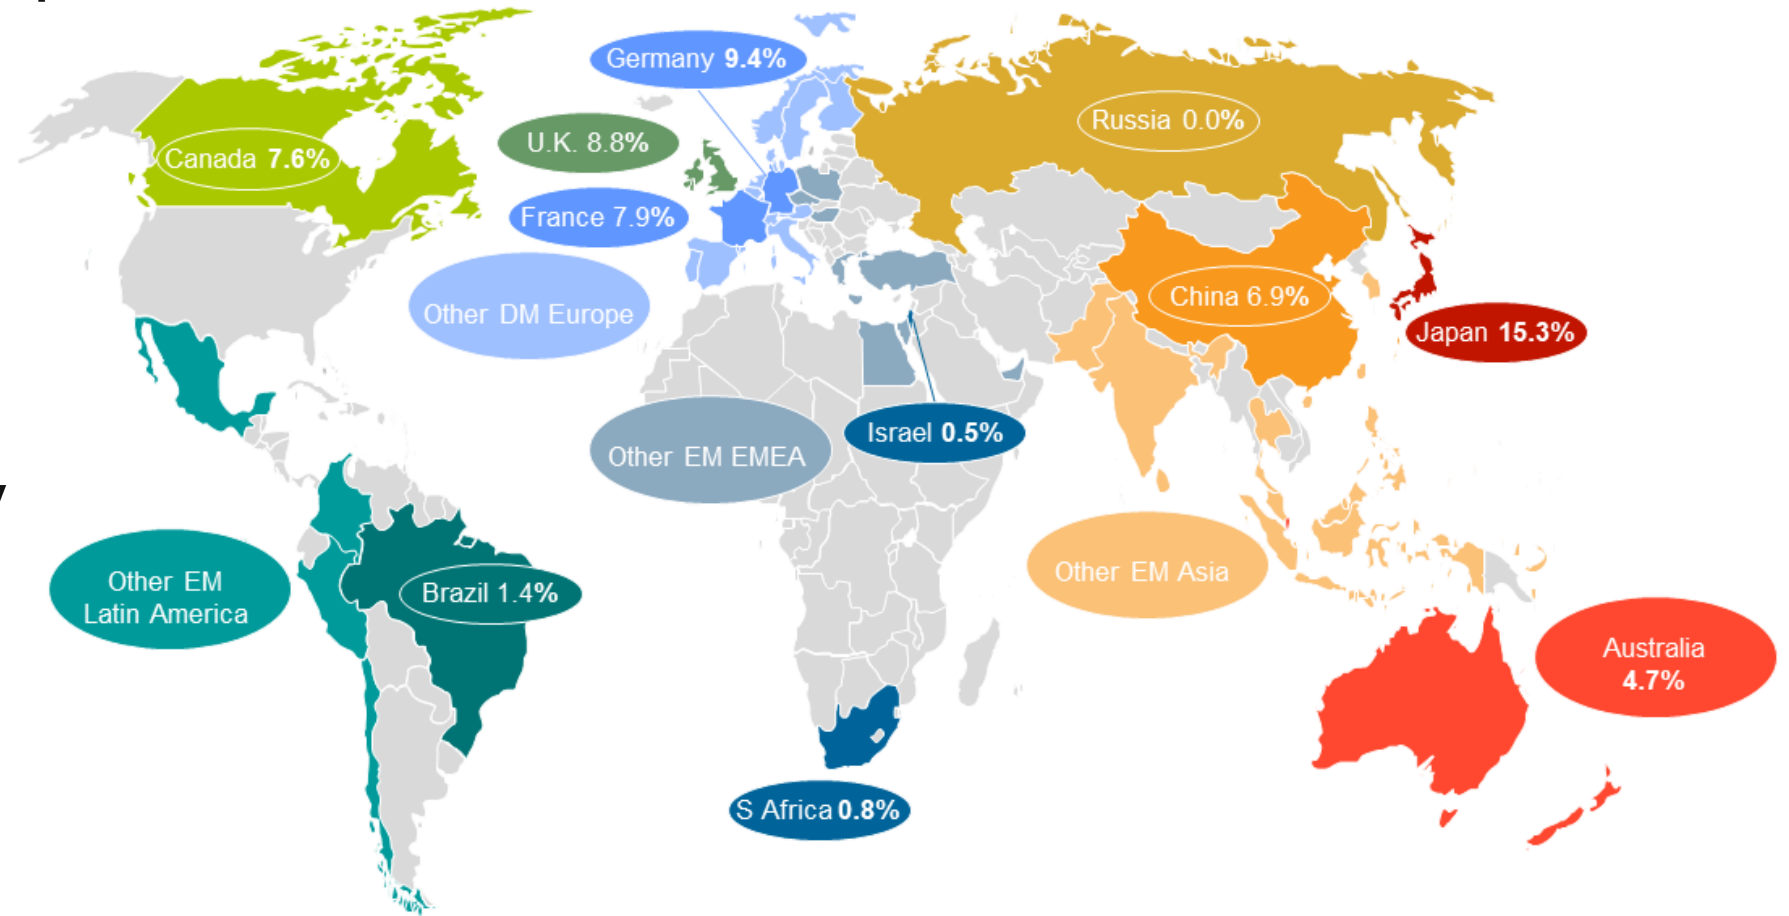 Germany 9.4%
Russia 0.0%
U.K. 8.8%
Canada 7.6%
France 7.9%
China 6.9%
Other DM Europe
Japan 15.3%
Israel 0.5%
Other EM EMEA
Other EM Asia
Other EM
Latin America
Brazil 1.4%
Australia
4.7%
S Africa 0.8%